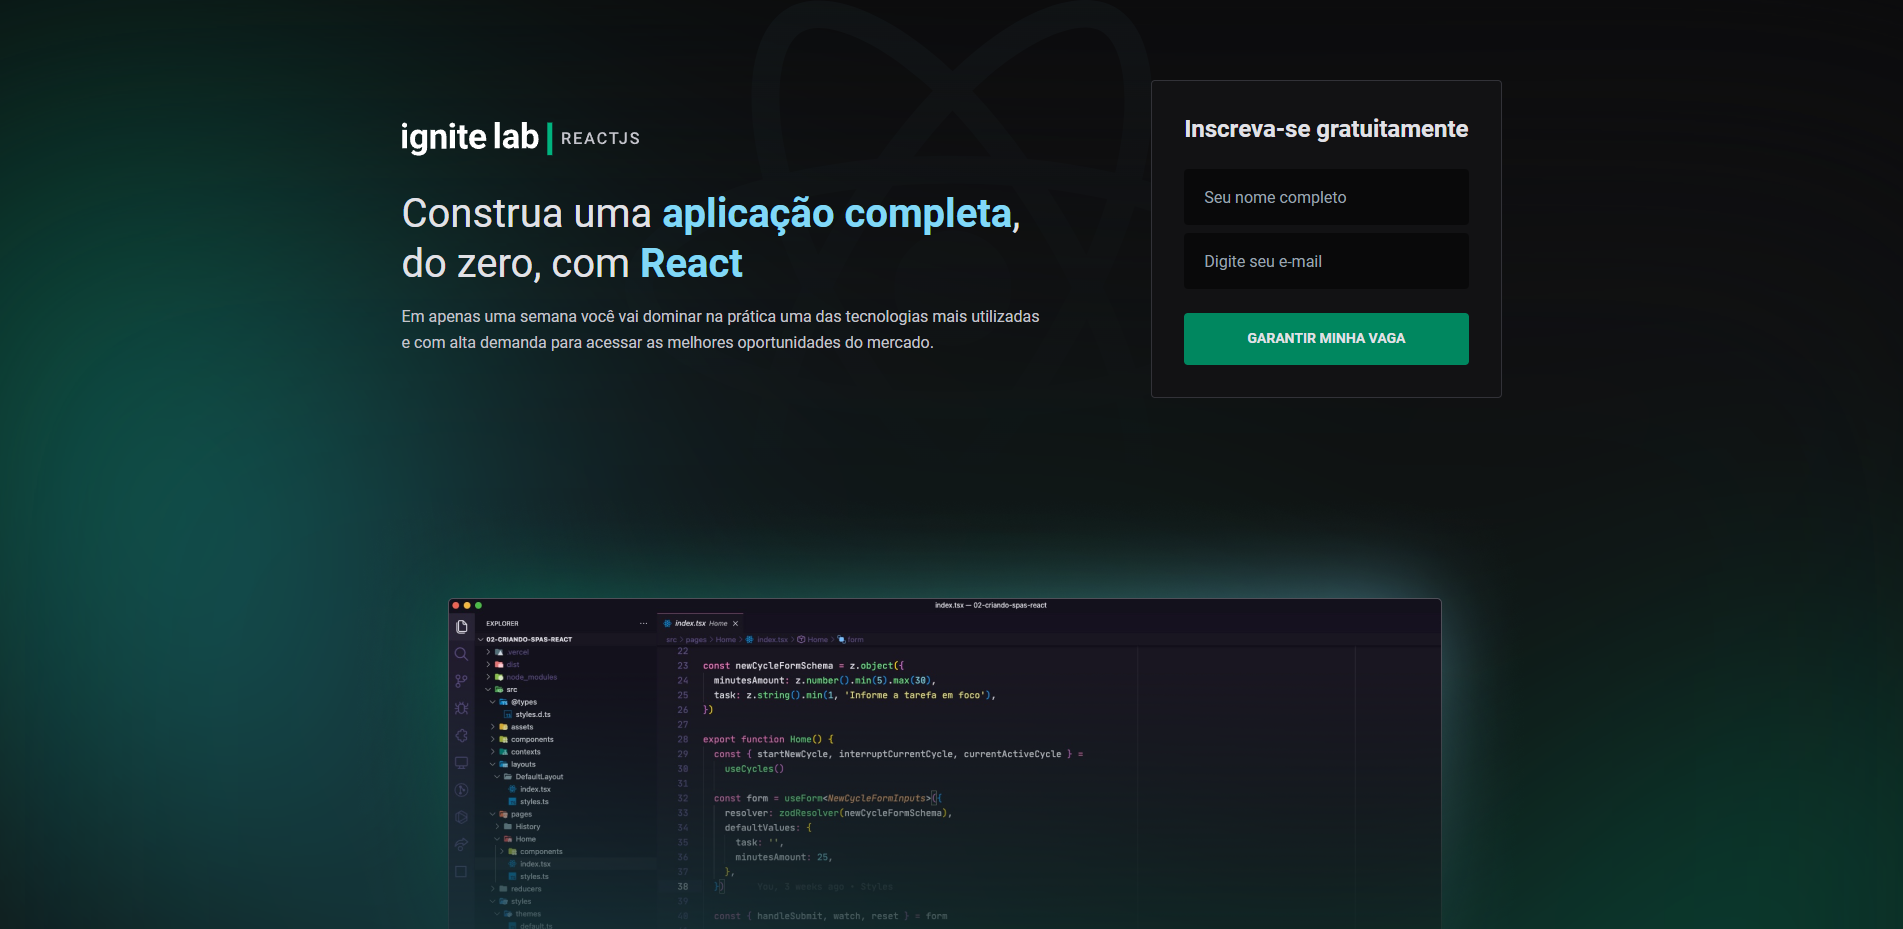 ignite lab | REACTJS
Construa uma aplicação completa,
do zero, com React
Em apenas uma semana você vai dominar na prática uma das tecnologias mais utilizadas
e com alta demanda para acessar as melhores oportunidades do mercado.
Inscreva-se gratuitamente
Seu nome completo
Digite seu e-mail
GARANTIR MINHA VAGA
index.tsx — 02-criando-spas-react
EXPLORER
02-CRIANDO-SPAS-REACT
.vercel
dist
node_modules
src
@types
styles.d.ts
assets
components
contexts
layouts
DefaultLayout
index.tsx
styles.ts
pages
History
Home
components
index.tsx
styles.ts
reducers
styles
themes
default.ts
index.tsx Home
src > pages > Home > index.tsx > Home > form
22
23 const newCycleFormSchema = z.object({
24 minutesAmount: z.number().min(5).max(30),
25 task: z.string().min(1, 'Informe a tarefa em foco'),
26 })
27
28 export function Home() {
29 const { startNewCycle, interruptCurrentCycle, currentActiveCycle } =
30 useCycles()
31
32 const form = useForm<NewCycleFormInputs>({
33 resolver: zodResolver(newCycleFormSchema),
34 defaultValues: {
35 task: '',
36 minutesAmount: 25,
37 },
38 }) You, 3 weeks ago • Styles
39
40 const { handleSubmit, watch, reset } = form